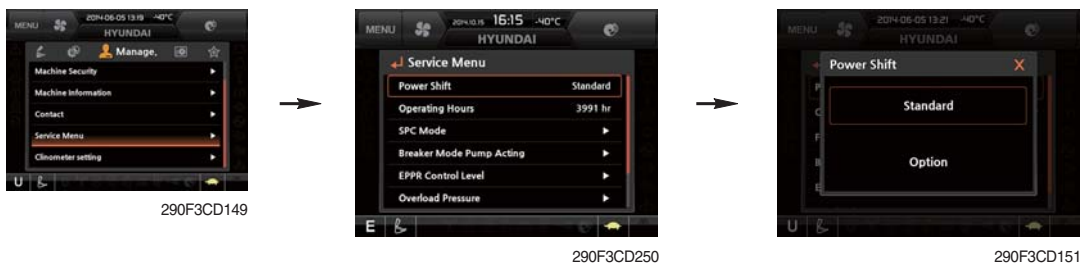 MENU
2014-06-05 13:19 -40°C
HYUNDAI
Manage.
Machine Security
Machine Information
Contact
Service Menu
Clinometer setting
U
290F3CD149
MENU
2014.10.15 16:15 -40°C
HYUNDAI
Service Menu
Power Shift Standard
Operating Hours 3991 hr
SPC Mode
Breaker Mode Pump Acting
EPPR Control Level
Overload Pressure
E
290F3CD250
MENU
2014-06-05 13:21 -40°C
HYUNDAI
Power Shift X
Standard
Option
U
290F3CD151